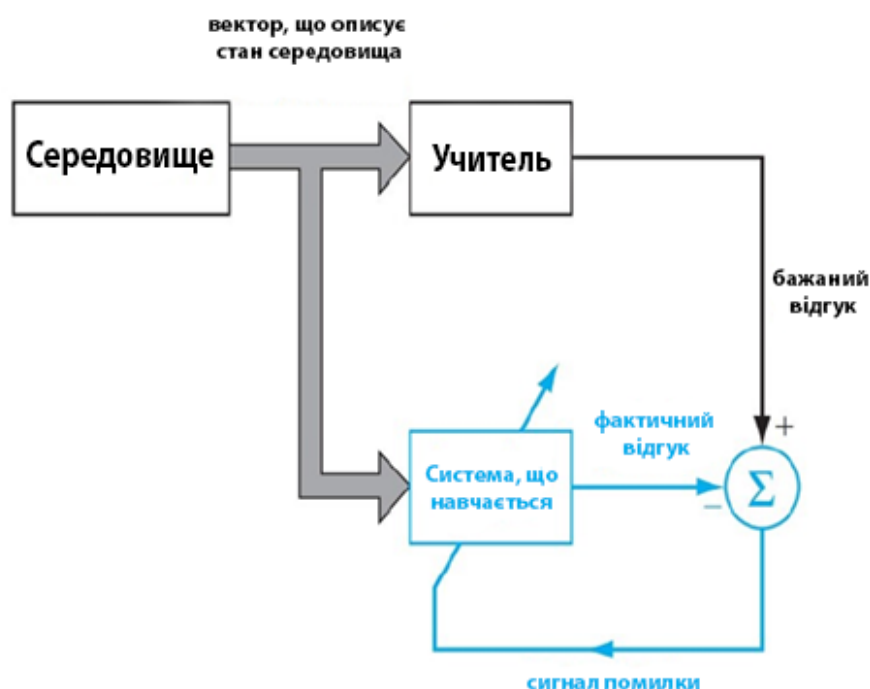 вектор, що описує
стан середовища
Середовище
Учитель
бажаний
відгук
+
фактичний
відгук
Система, що
навчається
−
Σ
сигнал помилки